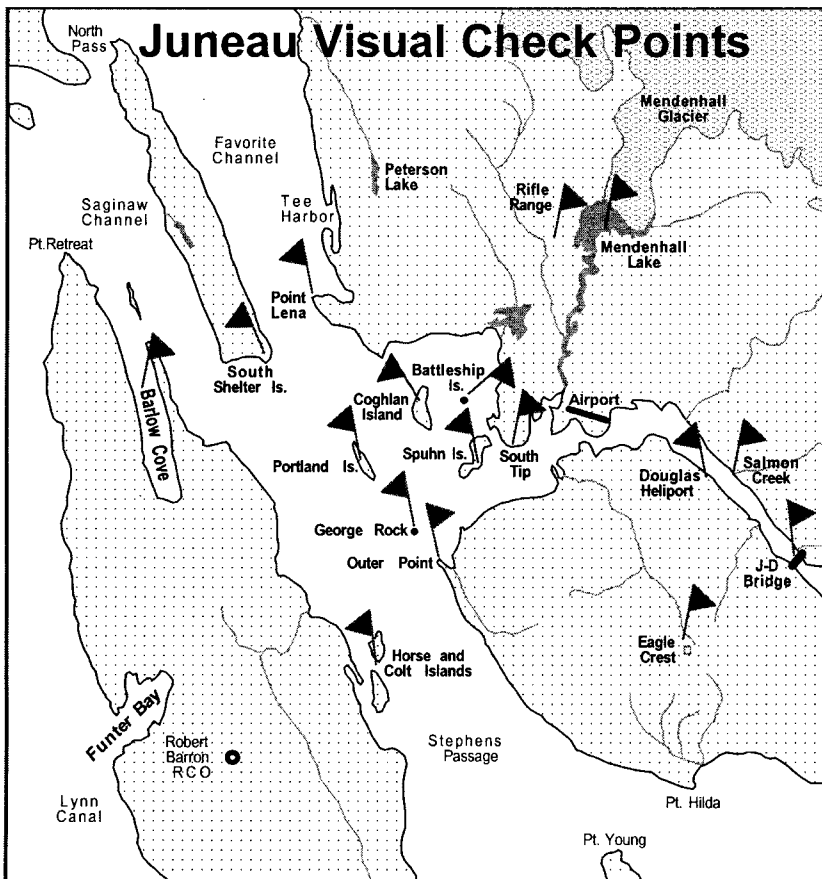 Juneau Visual Check Points
North
Pass
Mendenhall
Glacier
Favorite
Channel
Peterson
Lake
Rifle
Range
Tee
Harbor
Saginaw
Channel
Pt. Retreat
Mendenhall
Lake
Point
Lena
South
Shelter Is.
Barlow Cove
Battleship
Is.
Coghlan
Island
Airport
Spuhn Is.
South
Tip
Portland Is.
Douglas
Heliport
Salmon
Creek
George Rock
Outer Point
J-D
Bridge
Eagle
Crest
Horse and
Colt Islands
Funter Bay
Robert
Barron
RCO
Stephens
Passage
Lynn
Canal
Pt. Hilda
Pt. Young